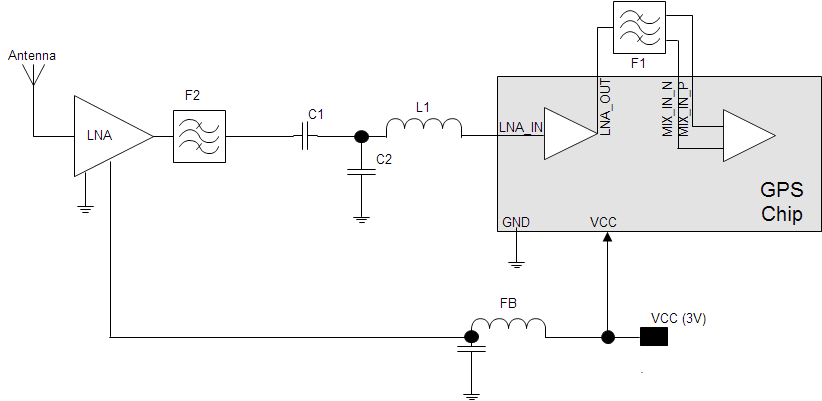 Antenna
LNA
F2
C1
C2
L1
LNA_IN
LNA_OUT
F1
MIX_IN_N
MIX_IN_P
GPS
Chip
GND
VCC
FB
VCC (3V)